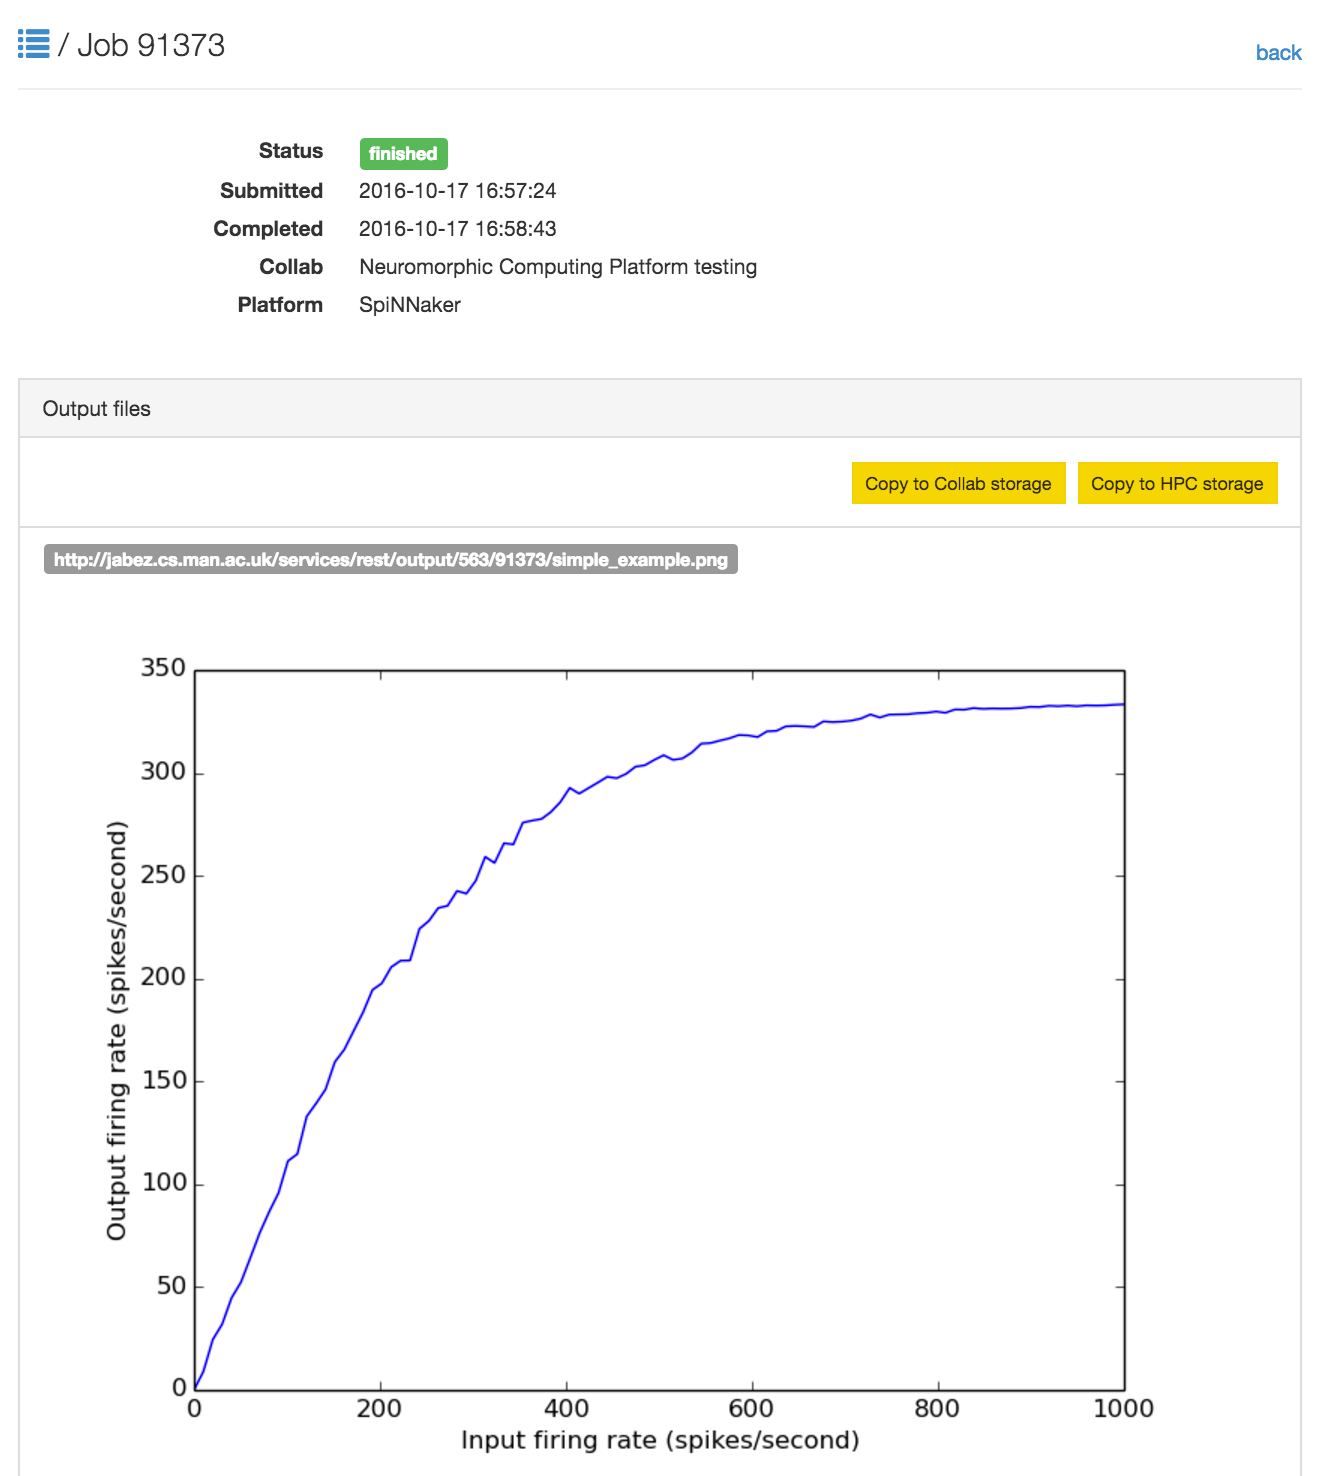 / Job 91373
back
Status finished
Submitted 2016-10-17 16:57:24
Completed 2016-10-17 16:58:43
Collab Neuromorphic Computing Platform testing
Platform SpiNNaker
Output files
Copy to Collab storage Copy to HPC storage
http://jabez.cs.man.ac.uk/services/rest/output/563/91373/simple_example.png
350
300
250
200
150
100
50
0
Output firing rate (spikes/second)
0 200 400 600 800 1000
Input firing rate (spikes/second)